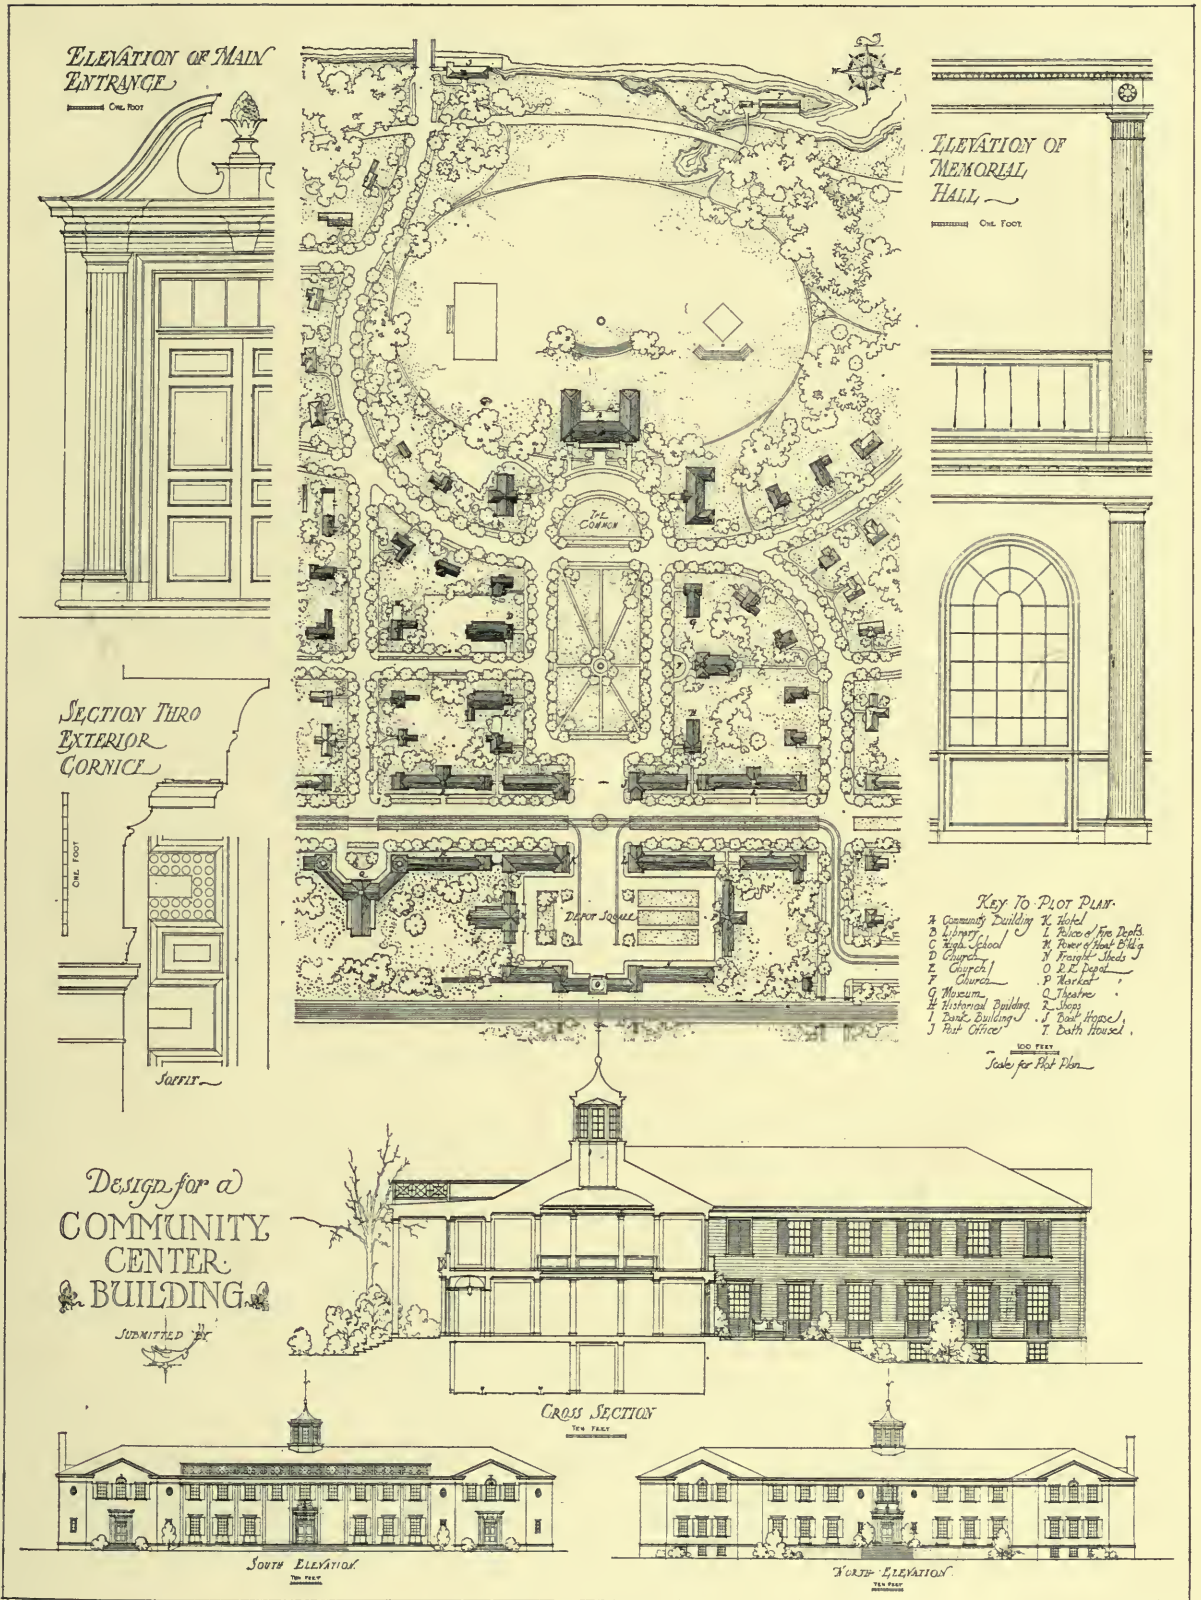 ELEVATION OF MAIN
ENTRANCE
ONE FOOT
ELEVATION OF
MEMORIAL
HALL
ONE FOOT
THE
COMMON
SECTION THRO
EXTERIOR
CORNICE
ONE FOOT
SOFFIT
DEPOT SQUARE
KEY TO PLOT PLAN
A Community Building
B Library
C High School
D Church
E Church
F Church
G Museum
H Historical Building
I Bank Building
J Post Office
K Hotel
L Police & Fire Depts.
M Power & Heat Bldg
N Freight Sheds
O R.R. Depot
P Market
Q Theatre
R Shops
S Boat House
T Bath House
100 FEET
Scale for Plot Plan
Design for a
COMMUNITY
CENTER
BUILDING
SUBMITTED BY
CROSS SECTION
TEN FEET
SOUTH ELEVATION
TEN FEET
NORTH ELEVATION
TEN FEET